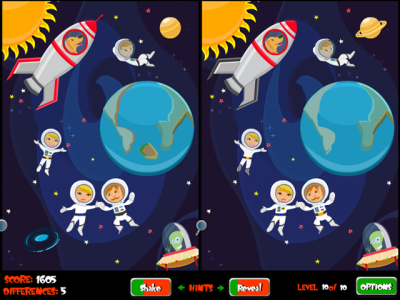 SCORE: 1605
DIFFERENCES: 5
Shake
HINTS
Reveal
LEVEL 10 of 10
OPTIONS